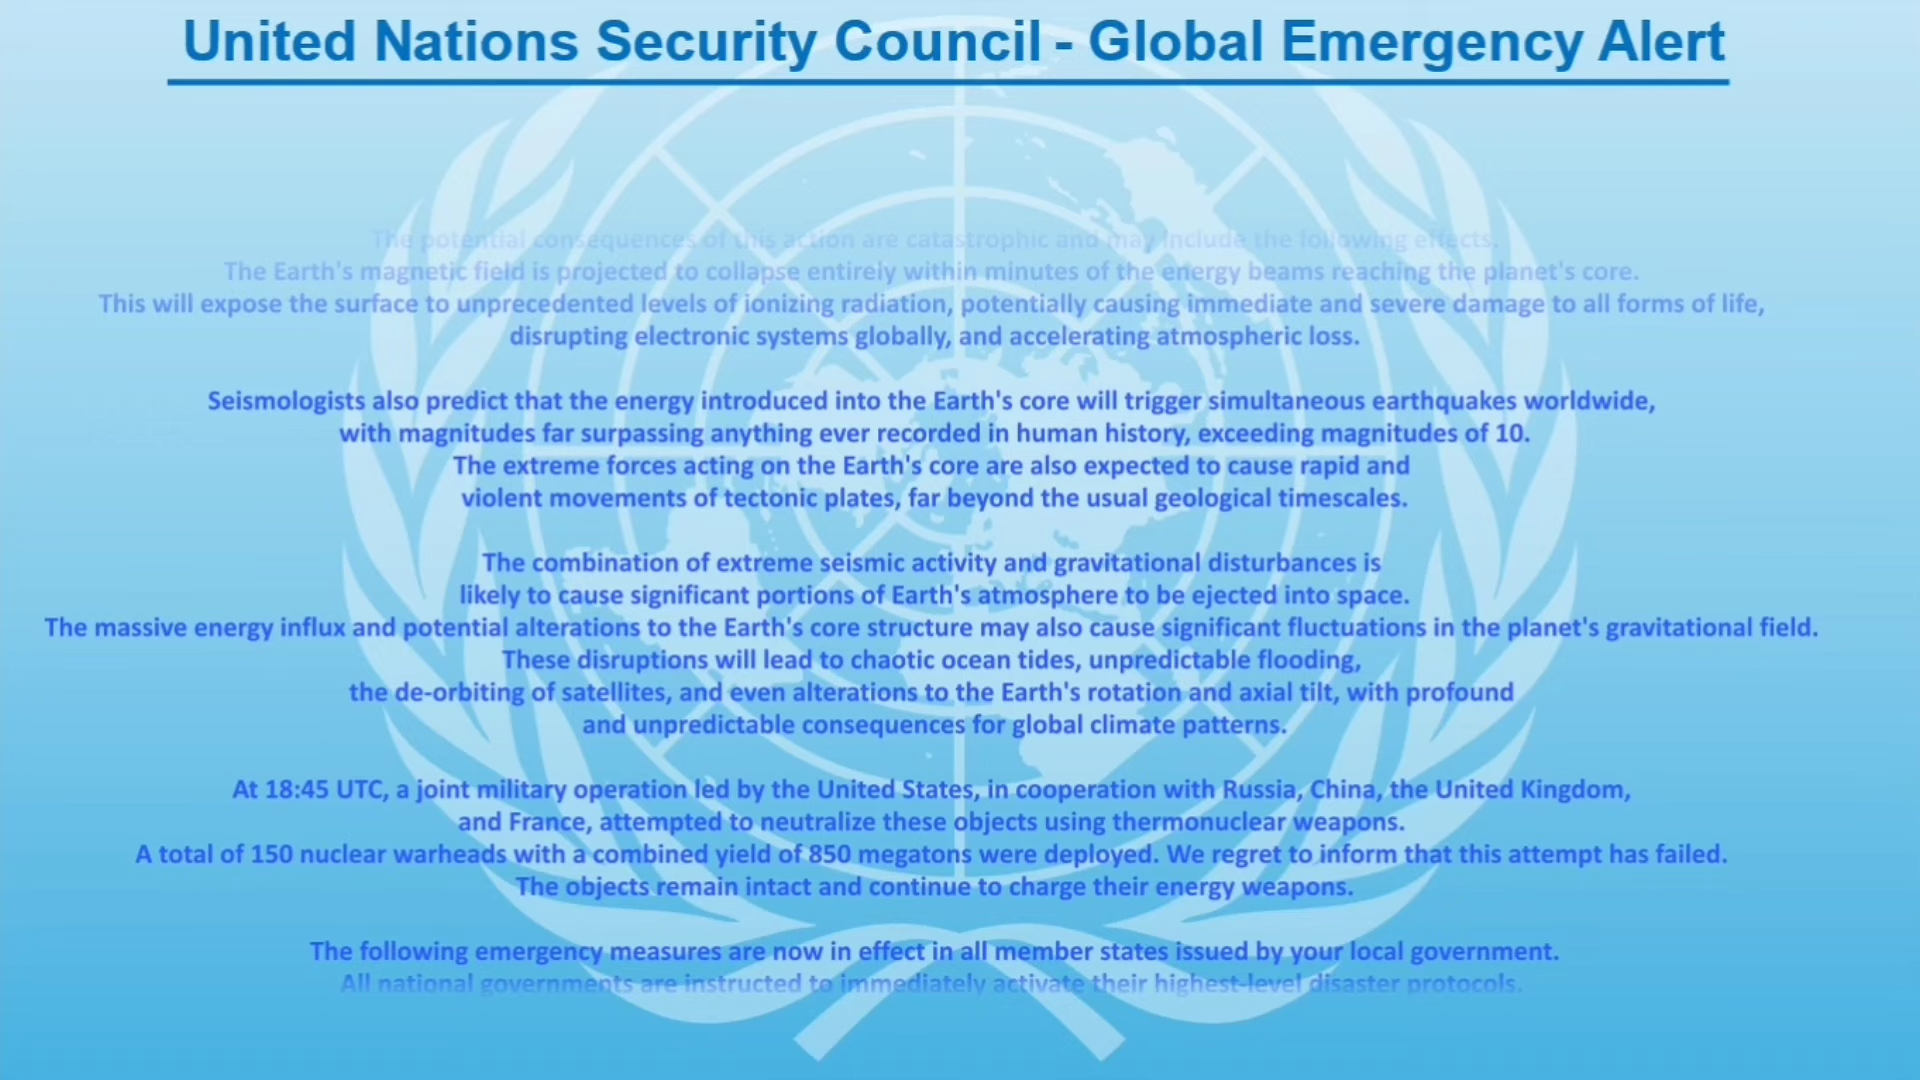 United Nations Security Council - Global Emergency Alert
The potential consequences of this action are catastrophic and may include the following effects.
The Earth's magnetic field is projected to collapse entirely within minutes of the energy beams reaching the planet's core.
This will expose the surface to unprecedented levels of ionizing radiation, potentially causing immediate and severe damage to all forms of life,
disrupting electronic systems globally, and accelerating atmospheric loss.
Seismologists also predict that the energy introduced into the Earth's core will trigger simultaneous earthquakes worldwide,
with magnitudes far surpassing anything ever recorded in human history, exceeding magnitudes of 10.
The extreme forces acting on the Earth's core are also expected to cause rapid and
violent movements of tectonic plates, far beyond the usual geological timescales.
The combination of extreme seismic activity and gravitational disturbances is
likely to cause significant portions of Earth's atmosphere to be ejected into space.
The massive energy influx and potential alterations to the Earth's core structure may also cause significant fluctuations in the planet's gravitational field.
These disruptions will lead to chaotic ocean tides, unpredictable flooding,
the de-orbiting of satellites, and even alterations to the Earth's rotation and axial tilt, with profound
and unpredictable consequences for global climate patterns.
At 18:45 UTC, a joint military operation led by the United States, in cooperation with Russia, China, the United Kingdom,
and France, attempted to neutralize these objects using thermonuclear weapons.
A total of 150 nuclear warheads with a combined yield of 850 megatons were deployed. We regret to inform that this attempt has failed.
The objects remain intact and continue to charge their energy weapons.
The following emergency measures are now in effect in all member states issued by your local government.
All national governments are instructed to immediately activate their highest-level disaster protocols.